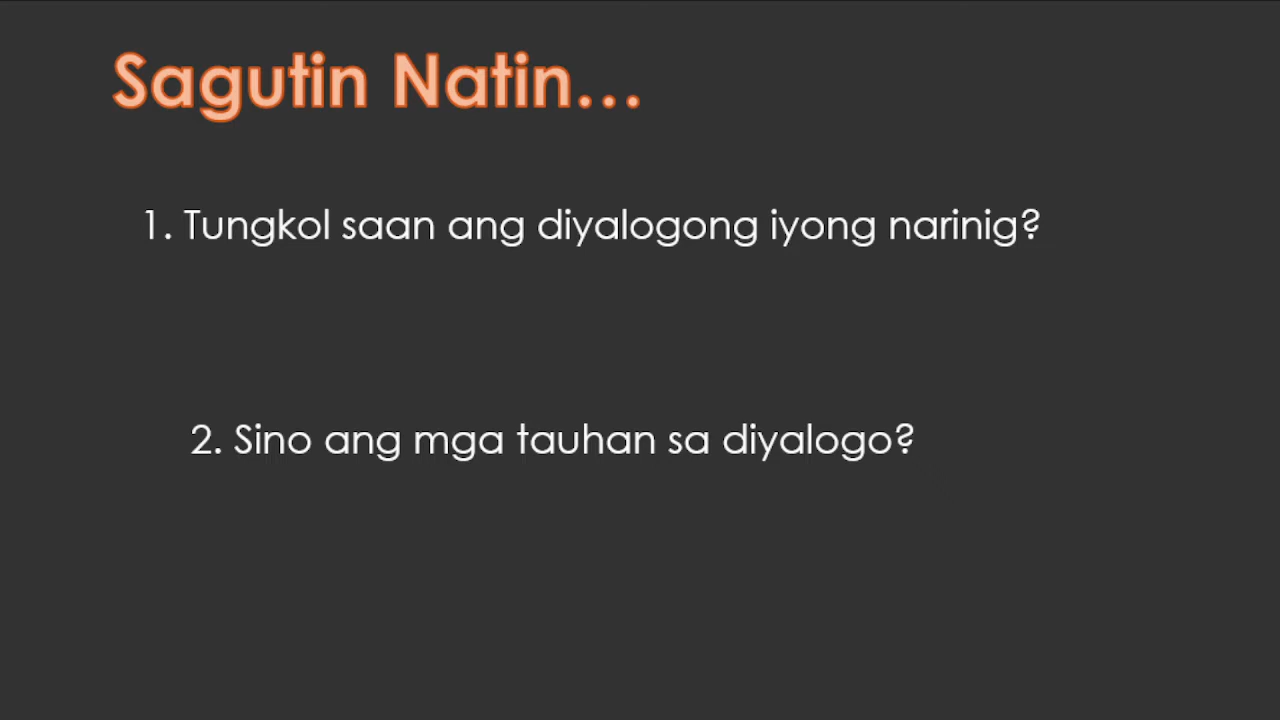 Sagutin Natin...
1. Tungkol saan ang diyalogong iyong narinig?
2. Sino ang mga tauhan sa diyalogo?